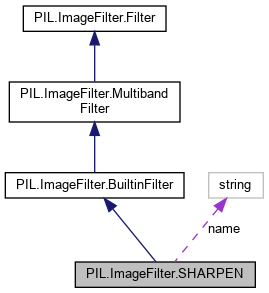 PIL.ImageFilter.Filter
PIL.ImageFilter.Multiband
Filter
PIL.ImageFilter.BuiltinFilter
string
name
PIL.ImageFilter.SHARPEN